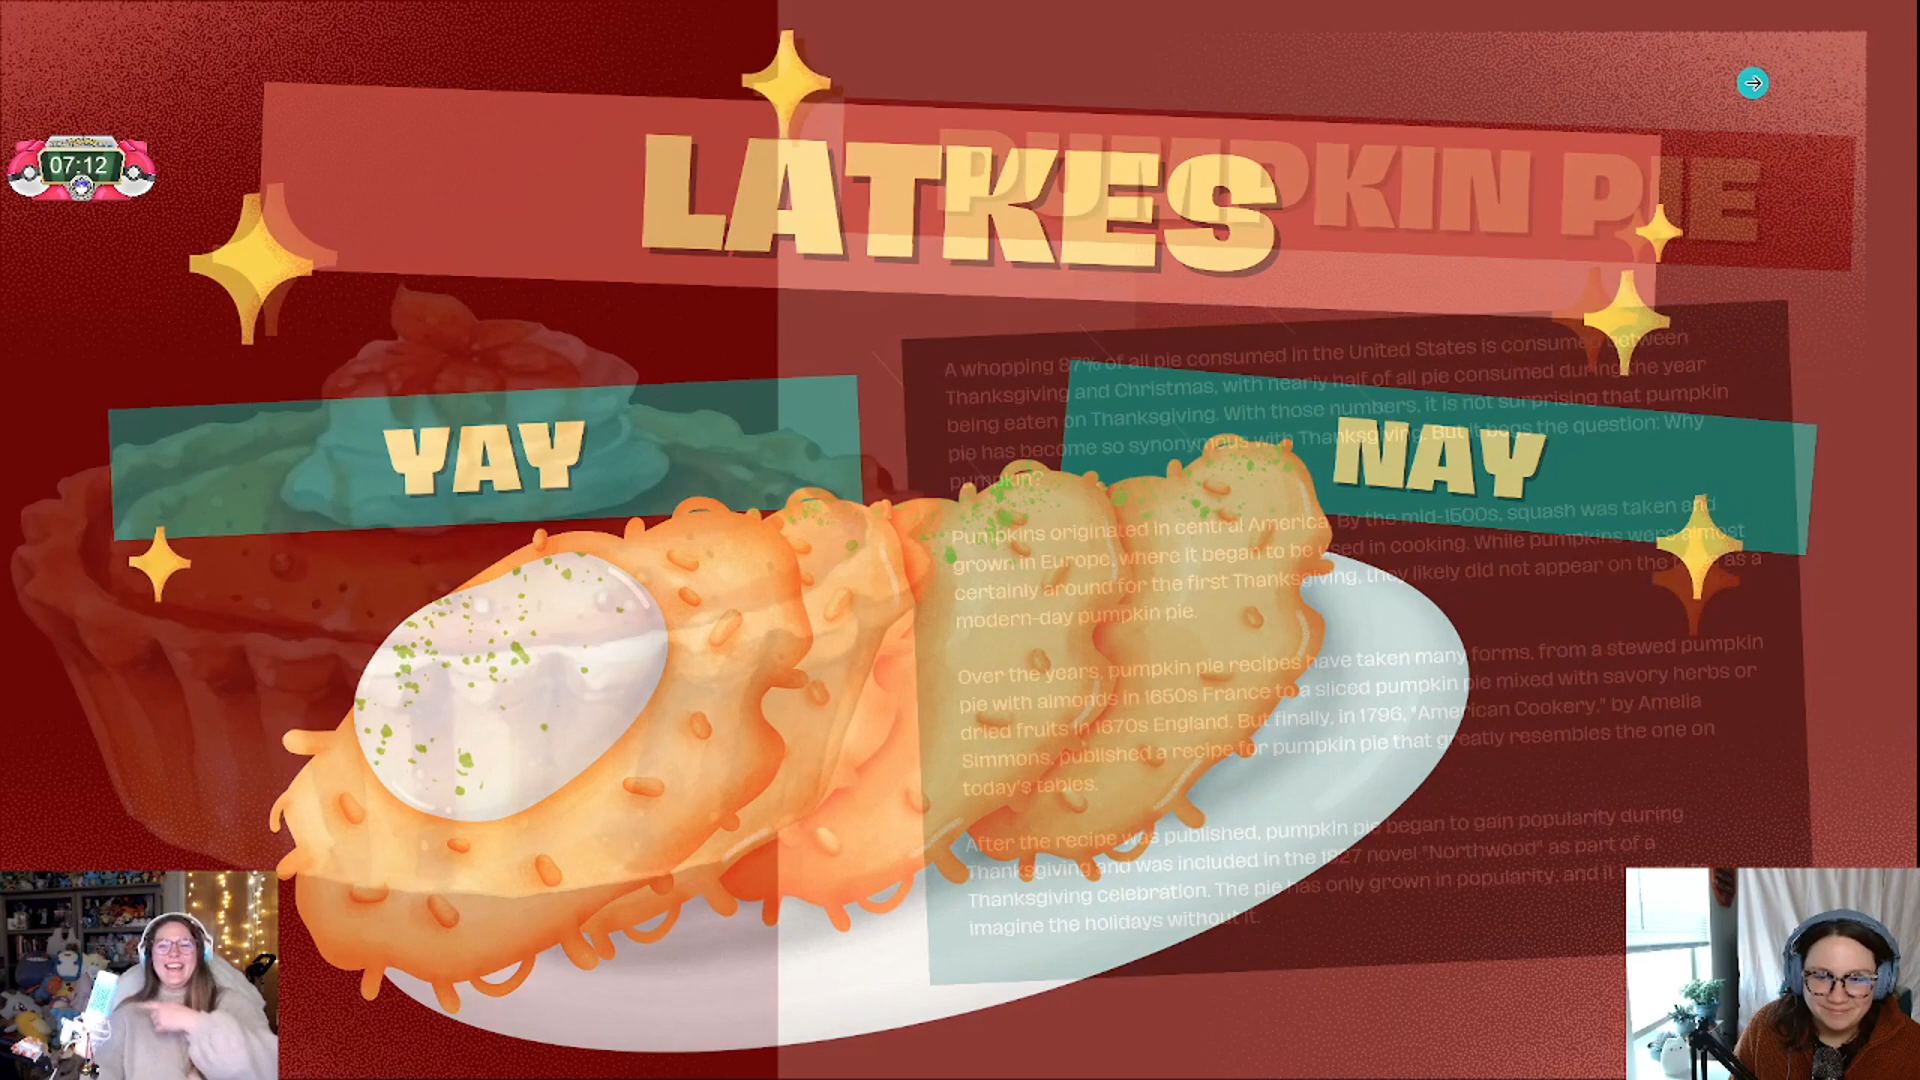 LATKES
PUMPKIN PIE
07:12
YAY
NAY
A whopping 87% of all pie consumed in the United States is consumed between
Thanksgiving and Christmas, with nearly half of all pie consumed during the year
being eaten on Thanksgiving. With those numbers, it is not surprising that pumpkin
pie has become so synonymous with Thanksgiving. But it begs the question: Why
pumpkin?
Pumpkins originated in central America. By the mid-1500s, squash was taken and
grown in Europe, where it began to be used in cooking. While pumpkins were almost
certainly around for the first Thanksgiving, they likely did not appear on the as a
modern-day pumpkin pie.
Over the years, pumpkin pie recipes have taken many forms, from a stewed pumpkin
pie with almonds in 1650s France to a sliced pumpkin pie mixed with savory herbs or
dried fruits in 1670s England. But finally, in 1796, "American Cookery," by Amelia
Simmons, published a recipe for pumpkin pie that greatly resembles the one on
today's tables.
After the recipe was published, pumpkin pie began to gain popularity during
Thanksgiving and was included in the 1827 novel "Northwood" as part of a
Thanksgiving celebration. The pie has only grown in popularity, and it
imagine the holidays without it.